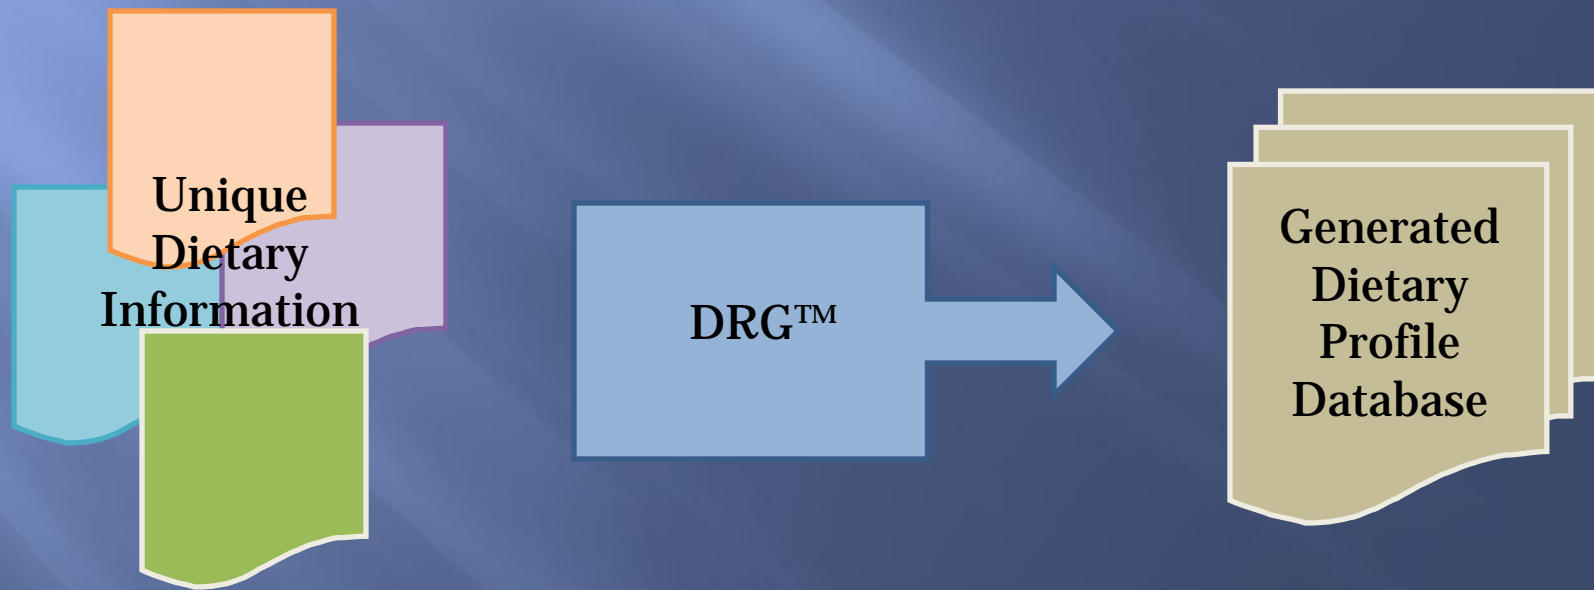 Unique
Dietary
Information
DRG™
Generated
Dietary
Profile
Database